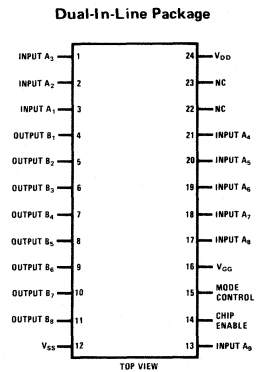 Dual-In-Line Package
INPUT A₃ 1 24 VDD
INPUT A₂ 2 23 NC
INPUT A₁ 3 22 NC
OUTPUT B₁ 4 21 INPUT A₄
OUTPUT B₂ 5 20 INPUT A₅
OUTPUT B₃ 6 19 INPUT A₆
OUTPUT B₄ 7 18 INPUT A₇
OUTPUT B₅ 8 17 INPUT A₈
OUTPUT B₆ 9 16 VGG
OUTPUT B₇ 10 15 MODE CONTROL
OUTPUT B₈ 11 14 CHIP ENABLE
VSS 12 13 INPUT A₉
TOP VIEW